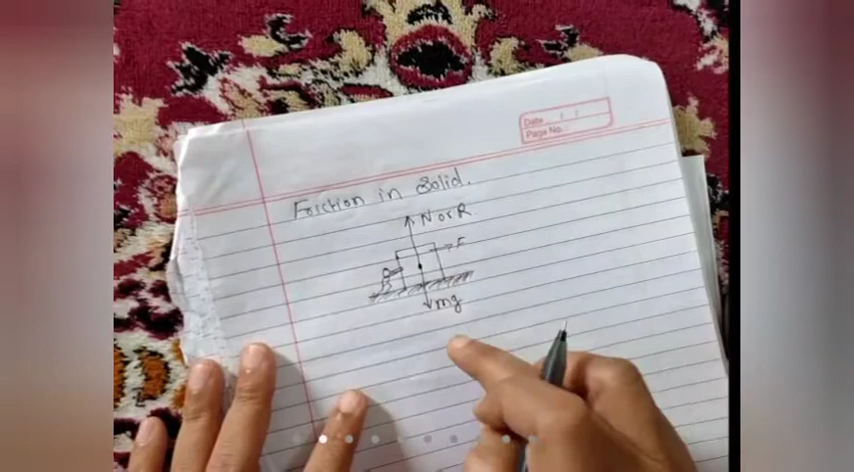 Date
Page No.
Friction in Solid.
N or R
F
mg